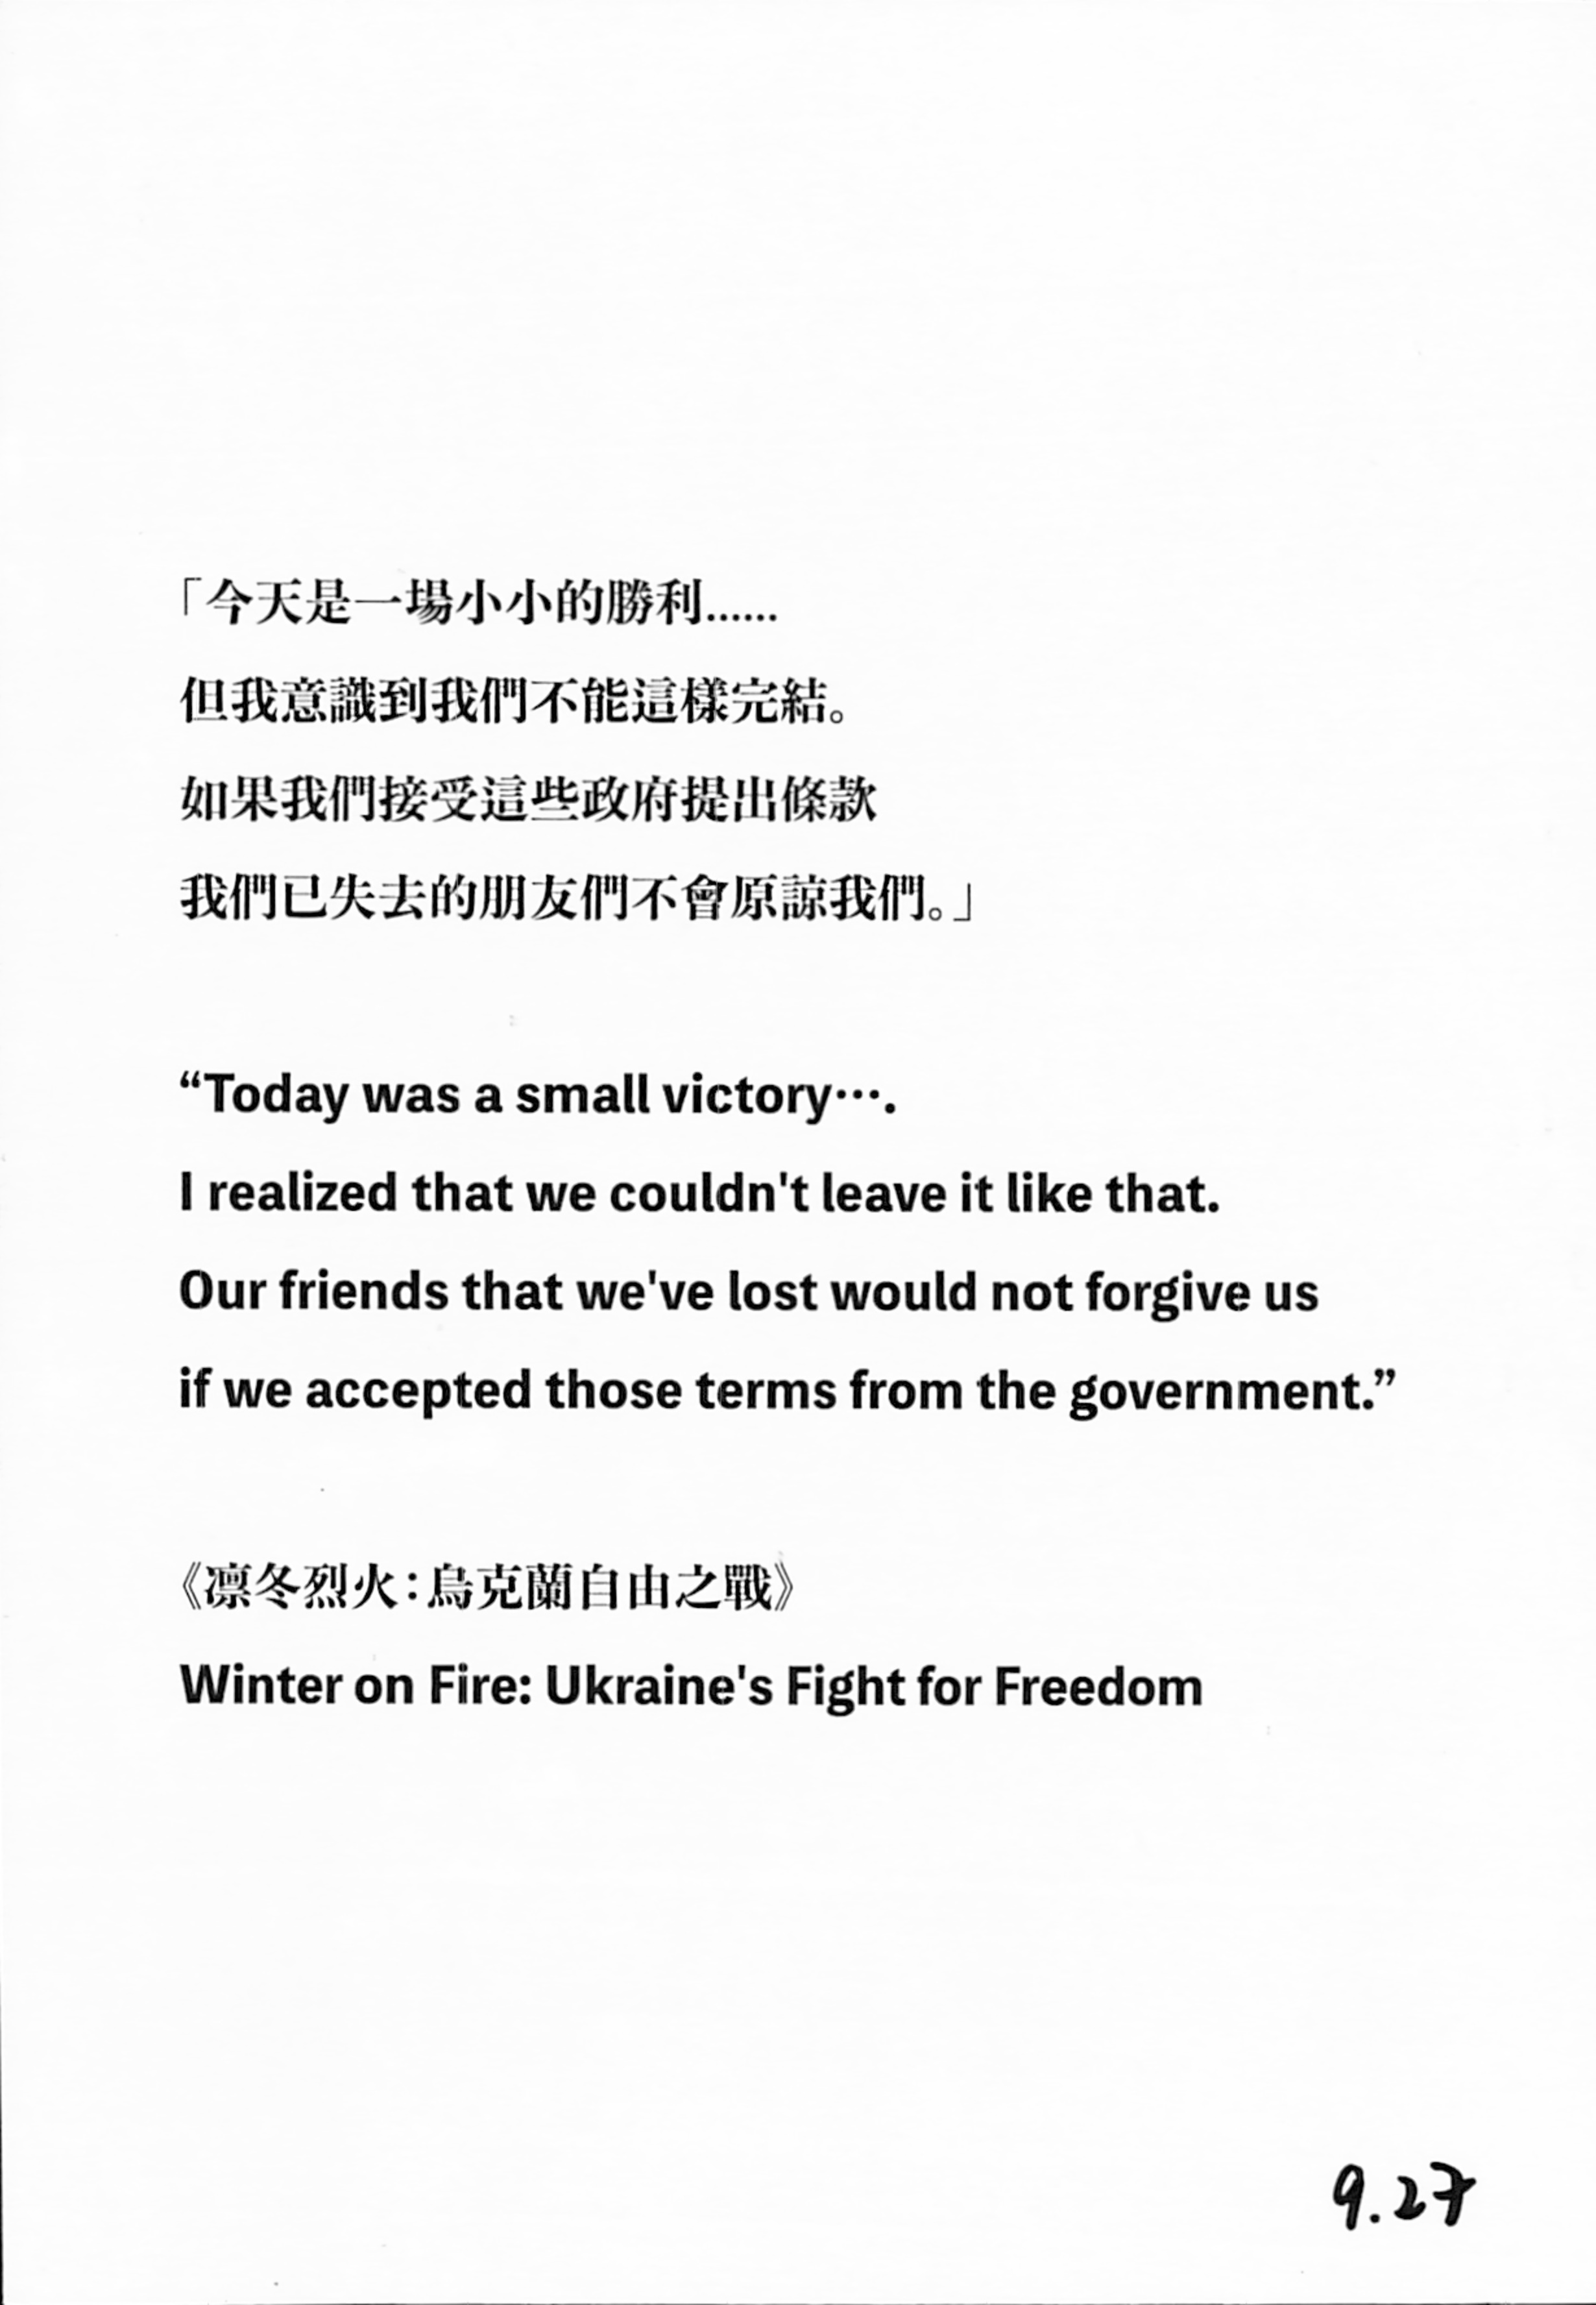 「今天是一場小小的勝利......
但我意識到我們不能這樣完結。
如果我們接受這些政府提出條款
我們已失去的朋友們不會原諒我們。」
“Today was a small victory⋯.
I realized that we couldn't leave it like that.
Our friends that we've lost would not forgive us
if we accepted those terms from the government.”
《凜冬烈火：烏克蘭自由之戰》
Winter on Fire: Ukraine's Fight for Freedom
9.27